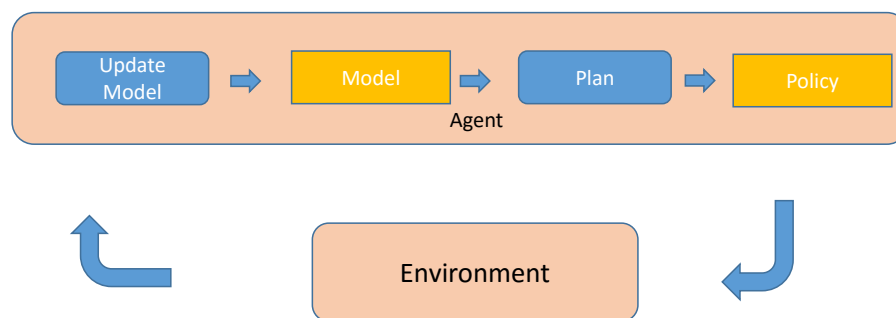 Update
Model
Model
Plan
Policy
Agent
Environment